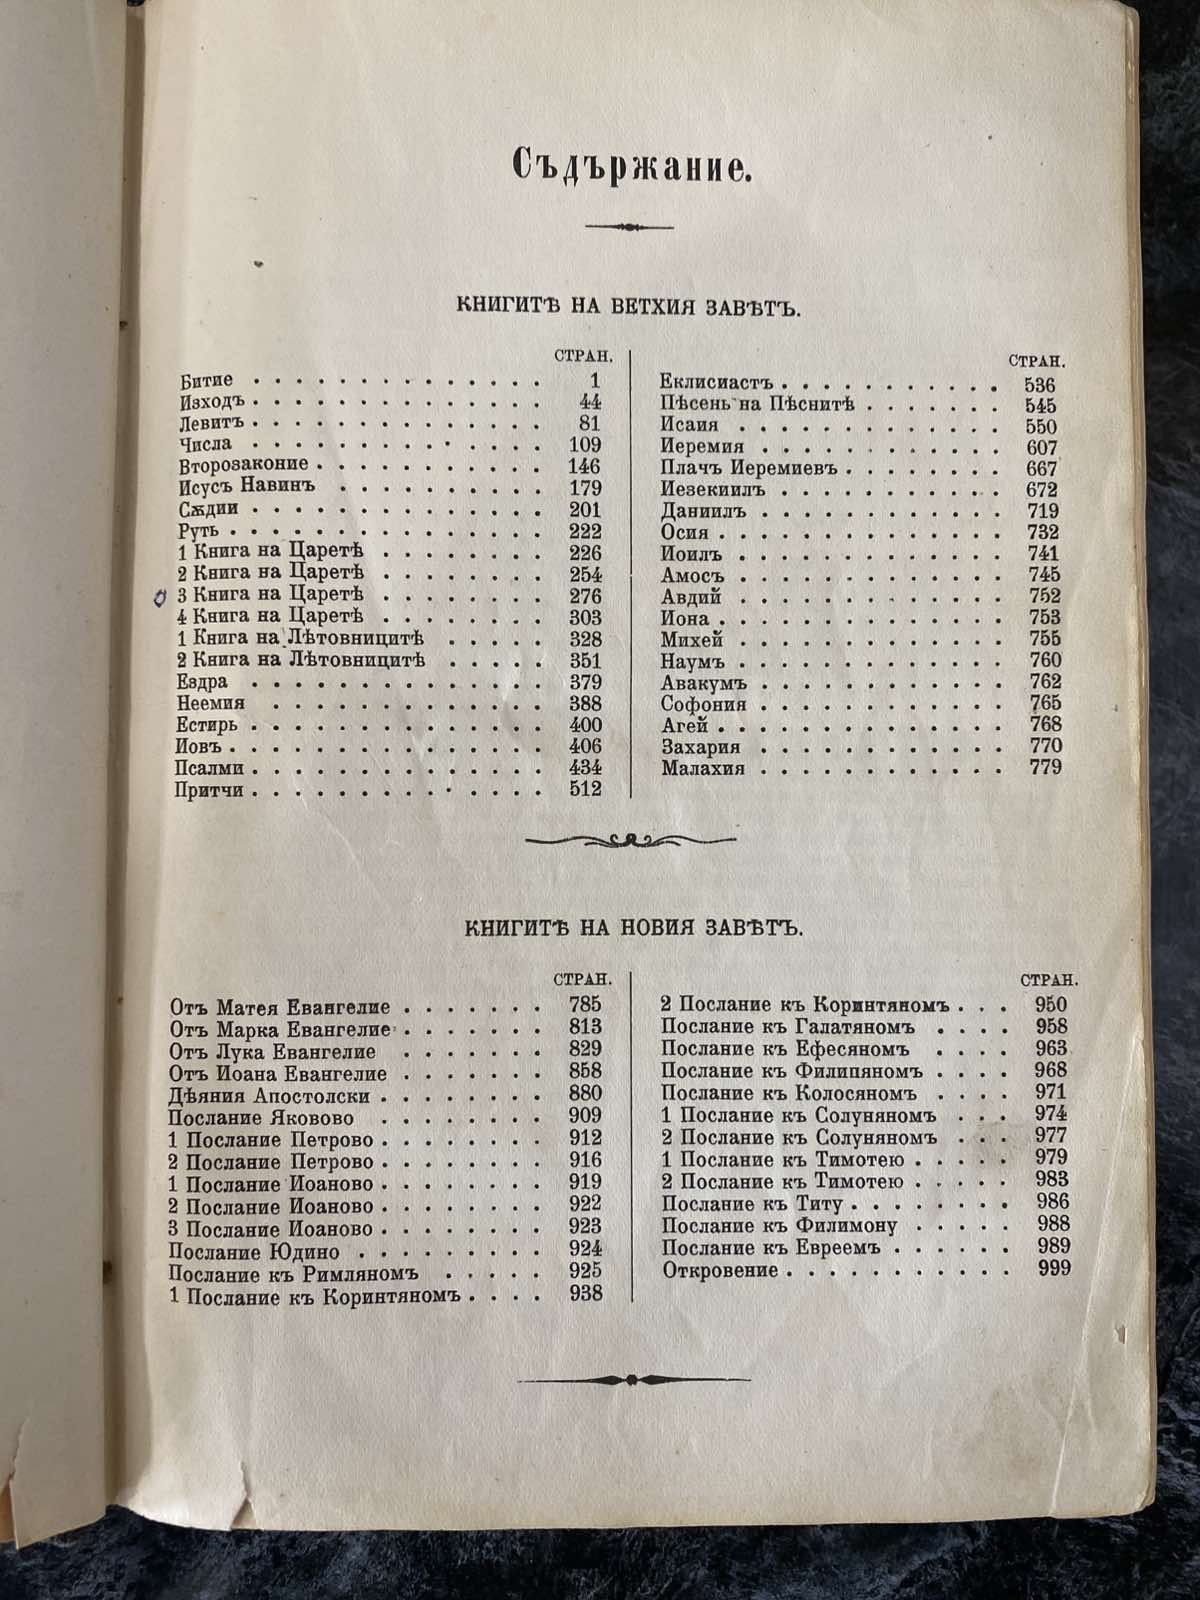 Съдържание.
КНИГИТѢ НА ВЕТХИЯ ЗАВѢТЪ.
СТРАН.
Битие . . . . . . . . . . . . . . 1
Изходъ . . . . . . . . . . . . . . 44
Левитъ . . . . . . . . . . . . . . 81
Числа . . . . . . . . . . . . . . 109
Второзаконие . . . . . . . . . . . 146
Исусъ Навинъ . . . . . . . . . . 179
Сѫдии . . . . . . . . . . . . . . 201
Руть . . . . . . . . . . . . . . . 222
1 Книга на Царетѣ . . . . . . . . 226
2 Книга на Царетѣ . . . . . . . . 254
3 Книга на Царетѣ . . . . . . . . 276
4 Книга на Царетѣ . . . . . . . . 303
1 Книга на Лѣтовницитѣ . . . . . 328
2 Книга на Лѣтовницитѣ . . . . . 351
Ездра . . . . . . . . . . . . . . 379
Неемия . . . . . . . . . . . . . 388
Естирь . . . . . . . . . . . . . . 400
Иовъ . . . . . . . . . . . . . . . 406
Псалми . . . . . . . . . . . . . . 434
Притчи . . . . . . . . . . . . . . 512
СТРАН.
Еклисиастъ . . . . . . . . . . . 536
Пѣсень на Пѣснитѣ . . . . . . . 545
Исаия . . . . . . . . . . . . . 550
Иеремия . . . . . . . . . . . . 607
Плачъ Иеремиевъ . . . . . . . . 667
Иезекиилъ . . . . . . . . . . . 672
Даниилъ . . . . . . . . . . . . 719
Осия . . . . . . . . . . . . . . 732
Иоилъ . . . . . . . . . . . . . 741
Амосъ . . . . . . . . . . . . . 745
Авдий . . . . . . . . . . . . . 752
Иона . . . . . . . . . . . . . . 753
Михей . . . . . . . . . . . . . 755
Наумъ . . . . . . . . . . . . . 760
Авакумъ . . . . . . . . . . . . 762
Софония . . . . . . . . . . . . 765
Агей . . . . . . . . . . . . . . 768
Захария . . . . . . . . . . . . 770
Малахия . . . . . . . . . . . . 779
КНИГИТѢ НА НОВИЯ ЗАВѢТЪ.
СТРАН.
Отъ Матея Евангелие . . . . . . . 785
Отъ Марка Евангелие . . . . . . . 813
Отъ Лука Евангелие . . . . . . . 829
Отъ Иоана Евангелие . . . . . . . 858
Дѣяния Апостолски . . . . . . . . 880
Послание Яковово . . . . . . . . 909
1 Послание Петрово . . . . . . . . 912
2 Послание Петрово . . . . . . . . 916
1 Послание Иоаново . . . . . . . . 919
2 Послание Иоаново . . . . . . . . 922
3 Послание Иоаново . . . . . . . . 923
Послание Юдино . . . . . . . . . 924
Послание къ Римляномъ . . . . . 925
1 Послание къ Коринтяномъ . . . . 938
СТРАН.
2 Послание къ Коринтяномъ . . . 950
Послание къ Галатяномъ . . . . 958
Послание къ Ефесяномъ . . . . 963
Послание къ Филипяномъ . . . . 968
Послание къ Колосяномъ . . . . 971
1 Послание къ Солуняномъ . . . 974
2 Послание къ Солуняномъ . . . 977
1 Послание къ Тимотею . . . . . 979
2 Послание къ Тимотею . . . . . 983
Послание къ Титу . . . . . . . . 986
Послание къ Филимону . . . . . 988
Послание къ Евреемъ . . . . . . 989
Откровение . . . . . . . . . . . 999